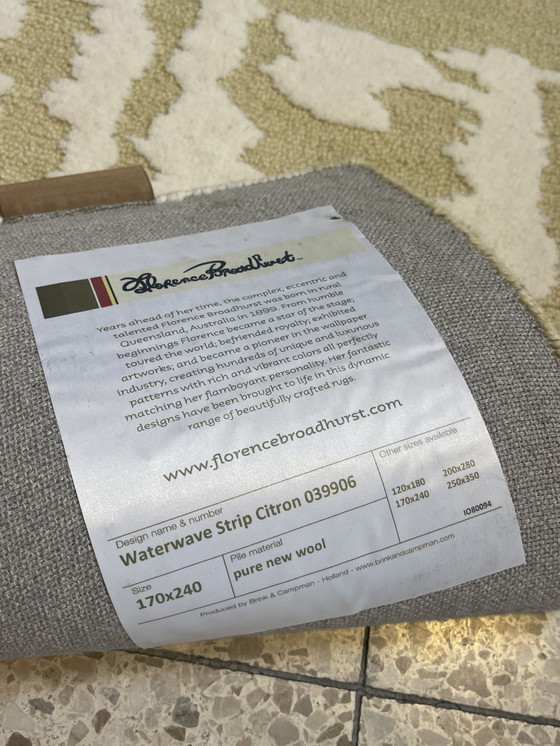 Florence Broadhurst
Years ahead of her time, the complex, eccentric and
talented Florence Broadhurst, was born in rural
Queensland, Australia in 1899. From humble
beginnings Florence became a star of the stage;
toured the world; befriended royalty; exhibited
artworks; and became a pioneer in the wallpaper
industry, creating hundreds of unique and luxurious
patterns with rich and vibrant colors all perfectly
matching her flamboyant personality. Her fantastic
designs have been brought to life in this dynamic
range of beautifully crafted rugs.
www.florencebroadhurst.com
Design name & number
Waterwave Strip Citron 039906
Other sizes available
120x180 200x280
170x240 250x350
IO80094
Size
170x240
Pile material
pure new wool
Produced by Brink & Campman - Holland - www.brinkandcampman.com